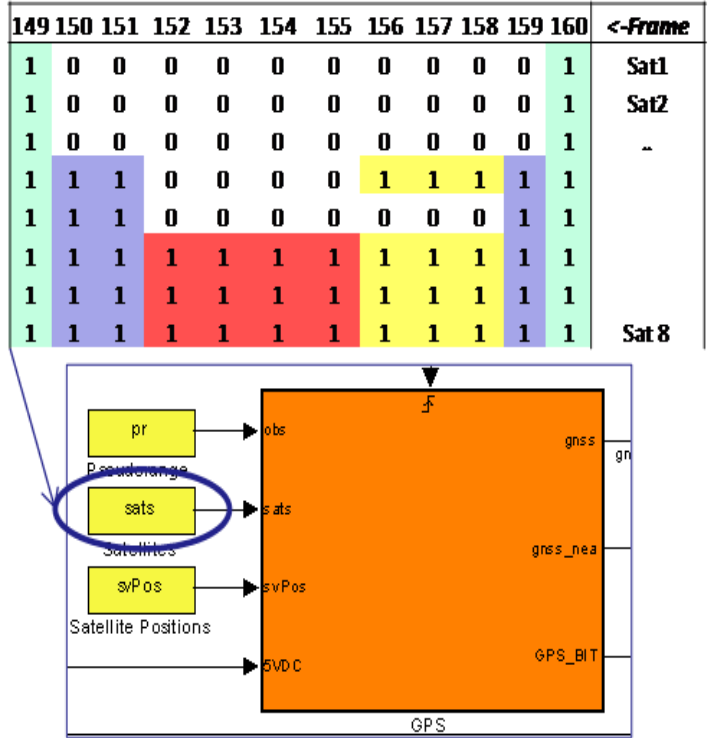 149 150 151 152 153 154 155 156 157 158 159 160 <-Frame
1 0 0 0 0 0 0 0 0 0 0 1 Sat1
1 0 0 0 0 0 0 0 0 0 0 1 Sat2
1 0 0 0 0 0 0 0 0 0 0 1 ..
1 1 1 0 0 0 0 1 1 1 1 1
1 1 1 0 0 0 0 0 0 0 1 1
1 1 1 1 1 1 1 1 1 1 1 1
1 1 1 1 1 1 1 1 1 1 1 1
1 1 1 1 1 1 1 1 1 1 1 1 Sat 8
pr
obs
gnss
gn
Pseudorange
sats
sats
Satellites
gnss_nea
svPos
svPos
Satellite Positions
5VDC
GPS_BIT
GPS